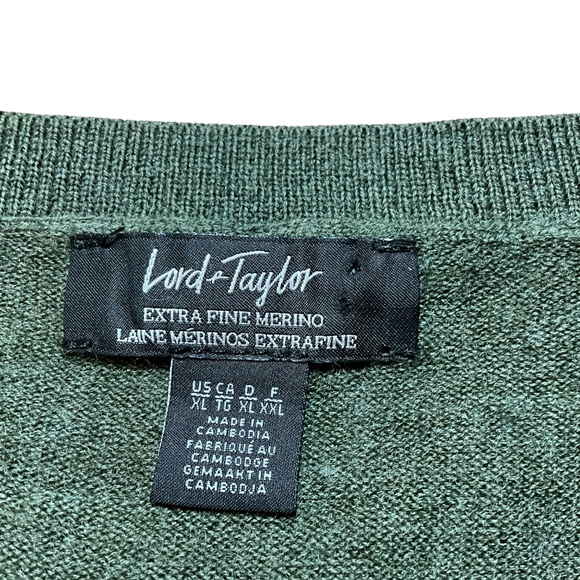 Lord & Taylor
EXTRA FINE MERINO
LAINE MÉRINOS EXTRAFINE
US CA D F
XL TG XL XXL
MADE IN
CAMBODIA
FABRIQUÉ AU
CAMBODGE
GEMAAKT IN
CAMBODJA